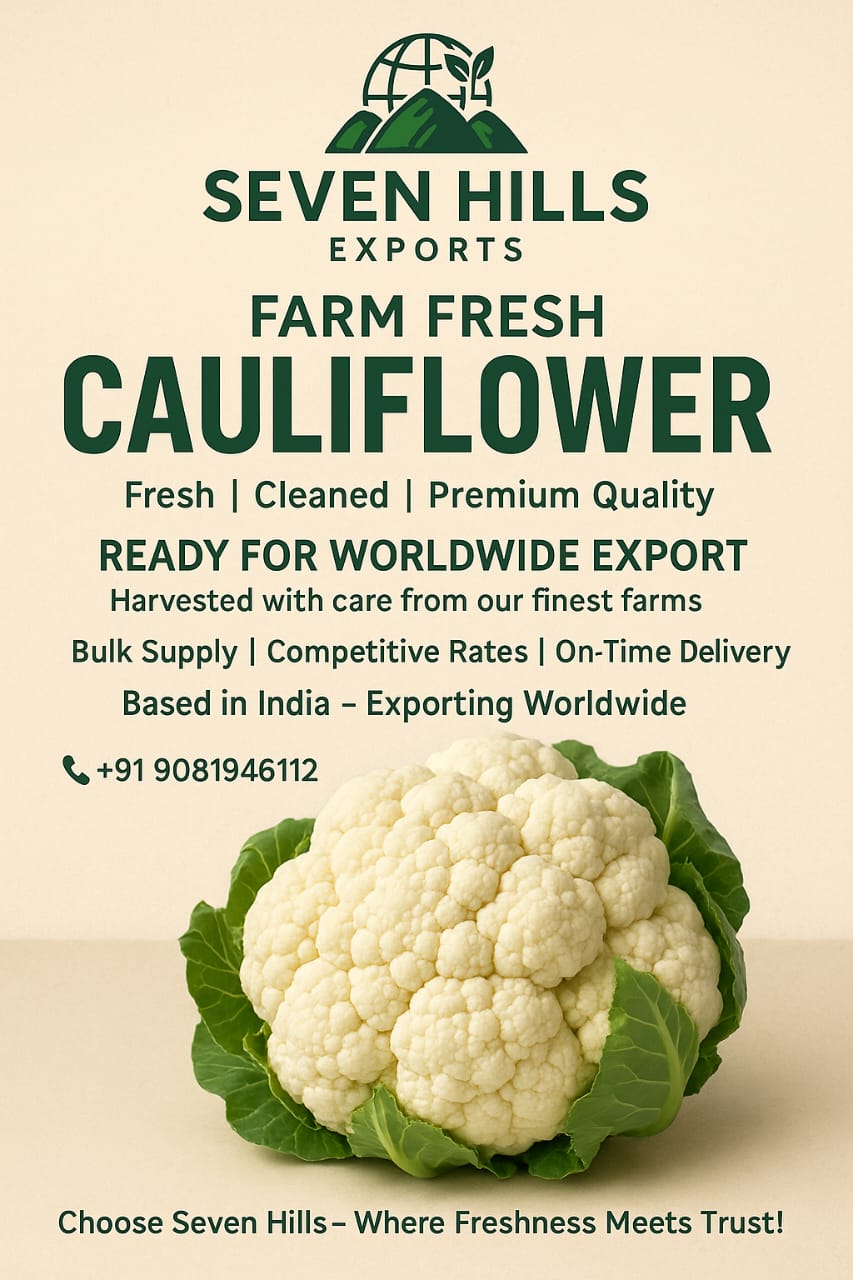 SEVEN HILLS
EXPORTS
FARM FRESH
CAULIFLOWER
Fresh | Cleaned | Premium Quality
READY FOR WORLDWIDE EXPORT
Harvested with care from our finest farms
Bulk Supply | Competitive Rates | On-Time Delivery
Based in India – Exporting Worldwide
+91 9081946112
Choose Seven Hills – Where Freshness Meets Trust!